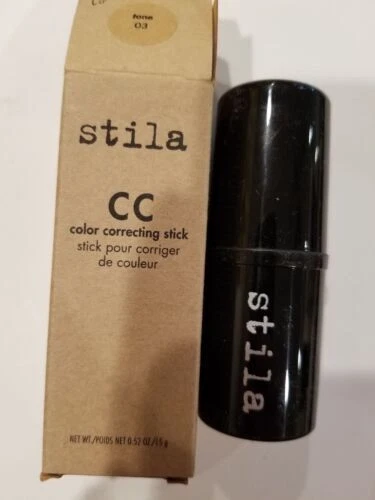 tone
03
stila
CC
color correcting stick
stick pour corriger
de couleur
NET WT./POIDS NET 0.52 OZ/15 g
stila